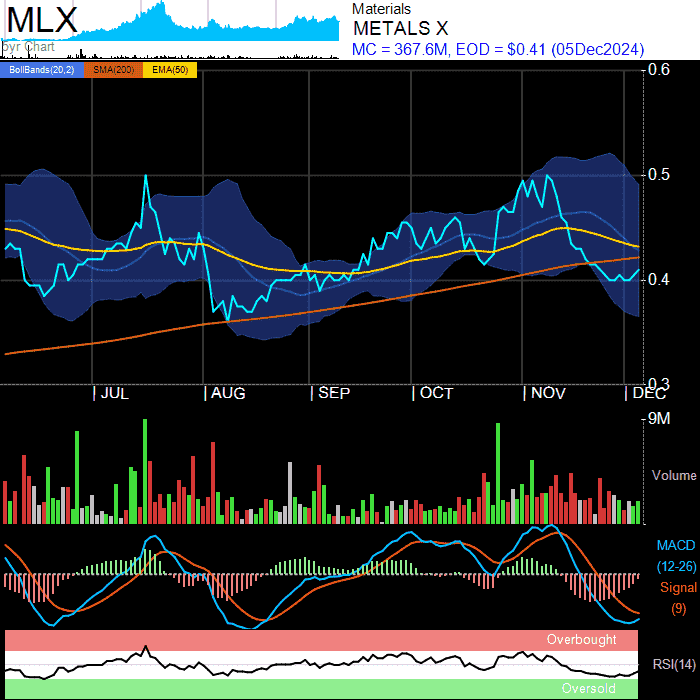 MLX
5yr Chart
Materials
METALS X
MC = 367.6M, EOD = $0.41 (05Dec2024)
BollBands(20,2) SMA(200) EMA(50)
0.6
0.5
0.4
0.3
JUL AUG SEP OCT NOV DEC
9M
Volume
MACD
(12-26)
Signal
(9)
Overbought
RSI(14)
Oversold